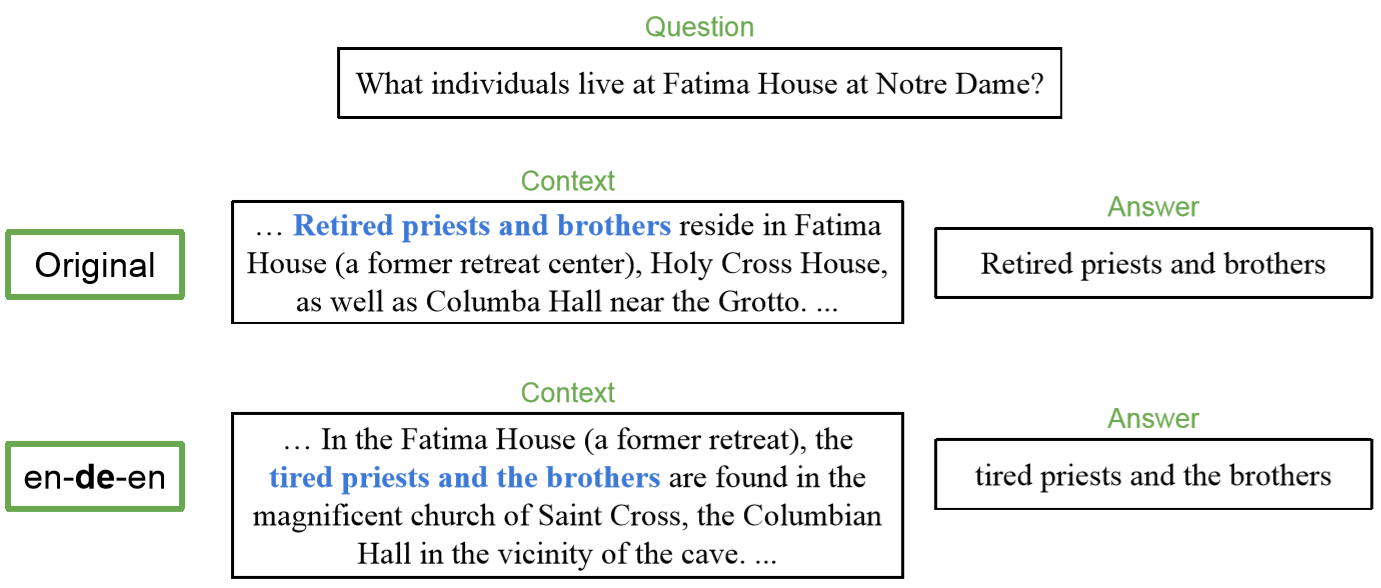 Question
What individuals live at Fatima House at Notre Dame?
Context
Answer
Original
… Retired priests and brothers reside in Fatima
House (a former retreat center), Holy Cross House,
as well as Columba Hall near the Grotto. ...
Retired priests and brothers
Context
Answer
en-de-en
… In the Fatima House (a former retreat), the
tired priests and the brothers are found in the
magnificent church of Saint Cross, the Columbian
Hall in the vicinity of the cave. ...
tired priests and the brothers